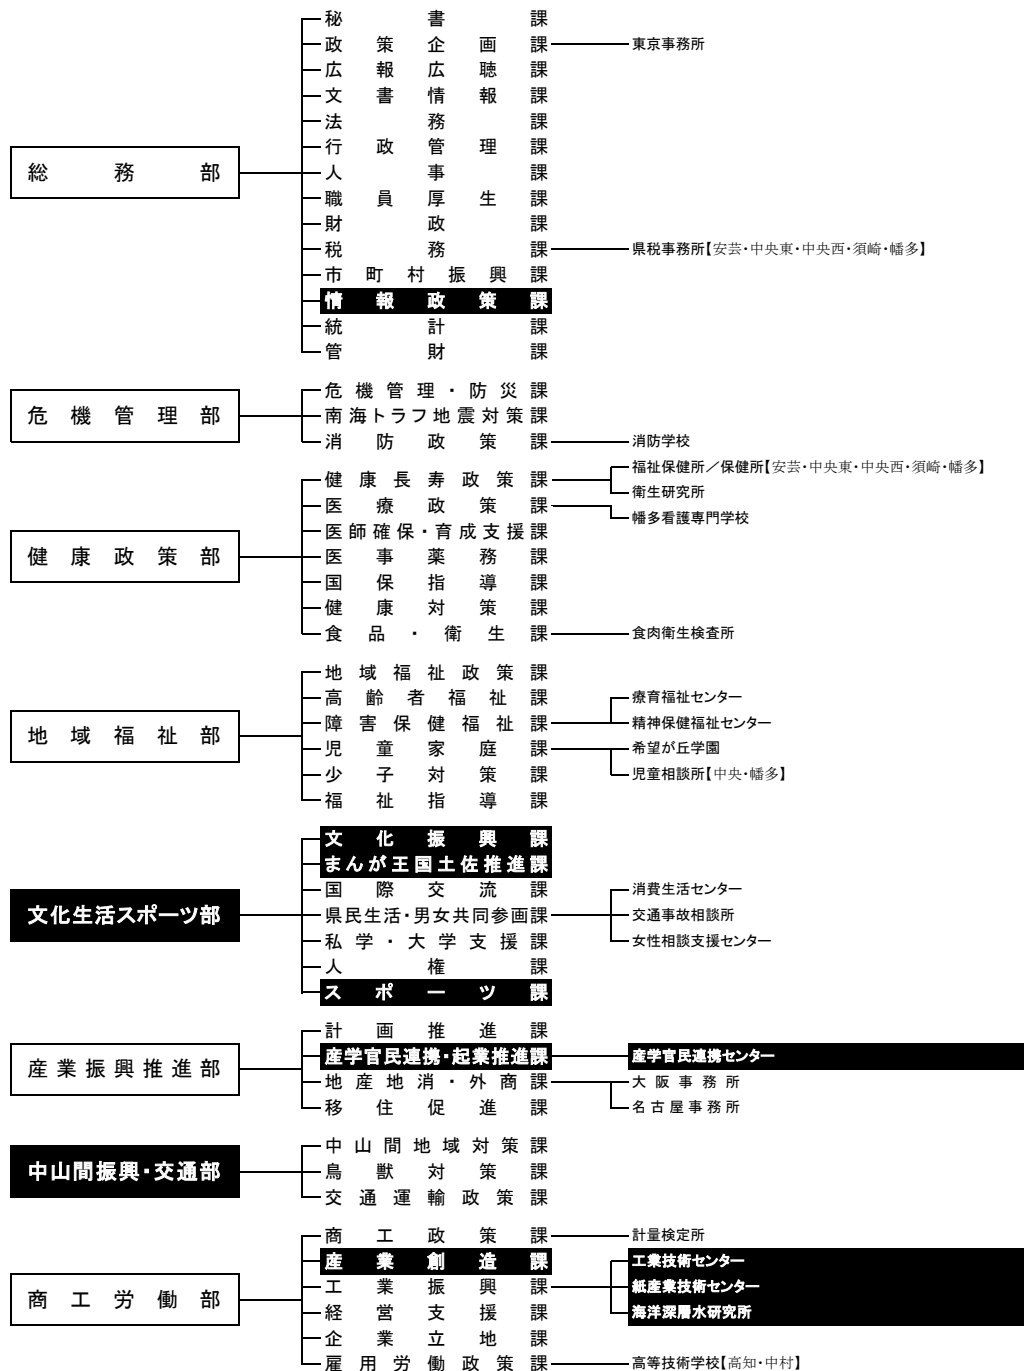 総務部
秘書課
政策企画課 東京事務所
広報広聴課
文書情報課
法務課
行政管理課
人事課
職員厚生課
財政課
税務課 県税事務所【安芸・中央東・中央西・須崎・幡多】
市町村振興課
情報政策課
統計課
管財課
危機管理部
危機管理・防災課
南海トラフ地震対策課
消防政策課 消防学校
健康政策部
健康長寿政策課 福祉保健所／保健所【安芸・中央東・中央西・須崎・幡多】
衛生研究所
医療政策課 幡多看護専門学校
医師確保・育成支援課
医事薬務課
国保指導課
健康対策課
食品・衛生課 食肉衛生検査所
地域福祉部
地域福祉政策課
高齢者福祉課
療育福祉センター
障害保健福祉課 精神保健福祉センター
児童家庭課 希望が丘学園
児童相談所【中央・幡多】
少子対策課
福祉指導課
文化生活スポーツ部
文化振興課
まんが王国土佐推進課
国際交流課
消費生活センター
県民生活・男女共同参画課 交通事故相談所
女性相談支援センター
私学・大学支援課
人権課
スポーツ課
産業振興推進部
計画推進課
産学官民連携・起業推進課 産学官民連携センター
地産地消・外商課 大阪事務所
名古屋事務所
移住促進課
中山間振興・交通部
中山間地域対策課
鳥獣対策課
交通運輸政策課
商工労働部
商工政策課 計量検定所
産業創造課
工業技術センター
工業振興課 紙産業技術センター
海洋深層水研究所
経営支援課
企業立地課
雇用労働政策課 高等技術学校【高知・中村】